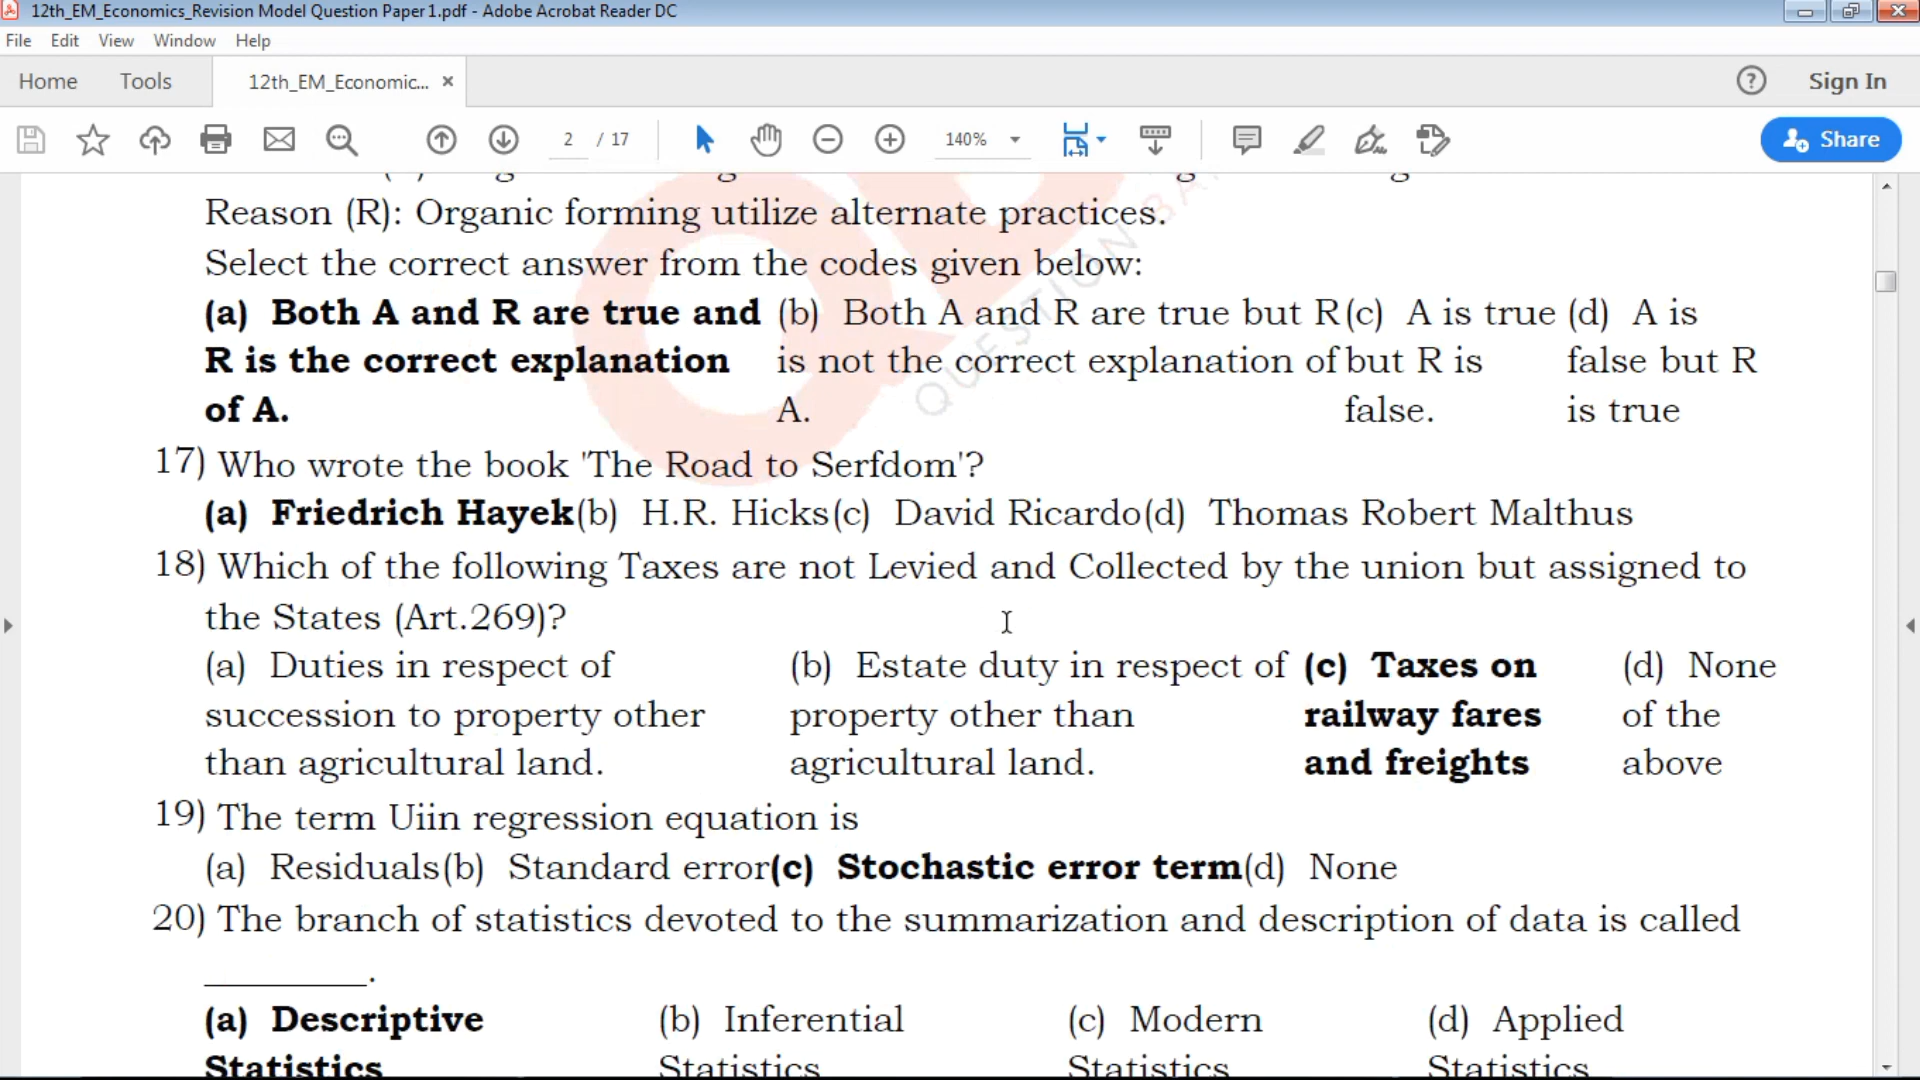 12th_EM_Economics_Revision Model Question Paper1.pdf - Adobe Acrobat Reader DC
File Edit View Window Help
Home Tools 12th_EM_Economic... × Sign In
2 / 17 140% Share
Reason (R): Organic forming utilize alternate practices.
Select the correct answer from the codes given below:
(a) Both A and R are true and (b) Both A and R are true but R (c) A is true (d) A is
R is the correct explanation is not the correct explanation of but R is false but R
of A. A. false. is true
17) Who wrote the book 'The Road to Serfdom'?
(a) Friedrich Hayek (b) H.R. Hicks (c) David Ricardo (d) Thomas Robert Malthus
18) Which of the following Taxes are not Levied and Collected by the union but assigned to
the States (Art.269)?
(a) Duties in respect of (b) Estate duty in respect of (c) Taxes on (d) None
succession to property other property other than railway fares of the
than agricultural land. agricultural land. and freights above
19) The term Uiin regression equation is
(a) Residuals (b) Standard error (c) Stochastic error term (d) None
20) The branch of statistics devoted to the summarization and description of data is called
_________.
(a) Descriptive (b) Inferential (c) Modern (d) Applied
Statistics Statistics Statistics Statistics
QUESTION BA